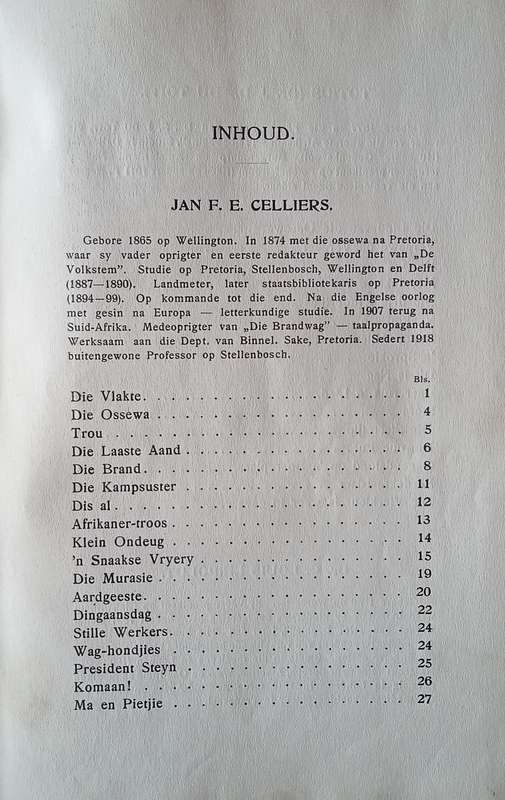 INHOUD.
JAN F. E. CELLIERS.
Gebore 1865 op Wellington. In 1874 met die ossewa na Pretoria,
waar sy vader oprigter en eerste redakteur geword het van „De
Volkstem”. Studie op Pretoria, Stellenbosch, Wellington en Delft
(1887—1890). Landmeter, later staatsbibliotekaris op Pretoria
(1894—99). Op kommande tot die end. Na die Engelse oorlog
met gesin na Europa — letterkundige studie. In 1907 terug na
Suid-Afrika. Medeoprigter van „Die Brandwag” — taalpropaganda.
Werksaam aan die Dept. van Binnel. Sake, Pretoria. Sedert 1918
buitengewone Professor op Stellenbosch.
Bls.
Die Vlakte. . . . . . . . . . . . . . . . . . . 1
Die Ossewa . . . . . . . . . . . . . . . . . . 4
Trou . . . . . . . . . . . . . . . . . . . . . 5
Die Laaste Aand . . . . . . . . . . . . . . . . 6
Die Brand. . . . . . . . . . . . . . . . . . . 8
Die Kampsuster . . . . . . . . . . . . . . . . 11
Dis al. . . . . . . . . . . . . . . . . . . . . 12
Afrikaner-troos . . . . . . . . . . . . . . . . 13
Klein Ondeug . . . . . . . . . . . . . . . . . 14
’n Snaakse Vryery . . . . . . . . . . . . . . . 15
Die Murasie . . . . . . . . . . . . . . . . . . 19
Aardgeeste. . . . . . . . . . . . . . . . . . . 20
Dingaansdag . . . . . . . . . . . . . . . . . . 22
Stille Werkers. . . . . . . . . . . . . . . . . 24
Wag-hondjies . . . . . . . . . . . . . . . . . 24
President Steyn . . . . . . . . . . . . . . . . 25
Komaan! . . . . . . . . . . . . . . . . . . . 26
Ma en Pietjie . . . . . . . . . . . . . . . . . 27